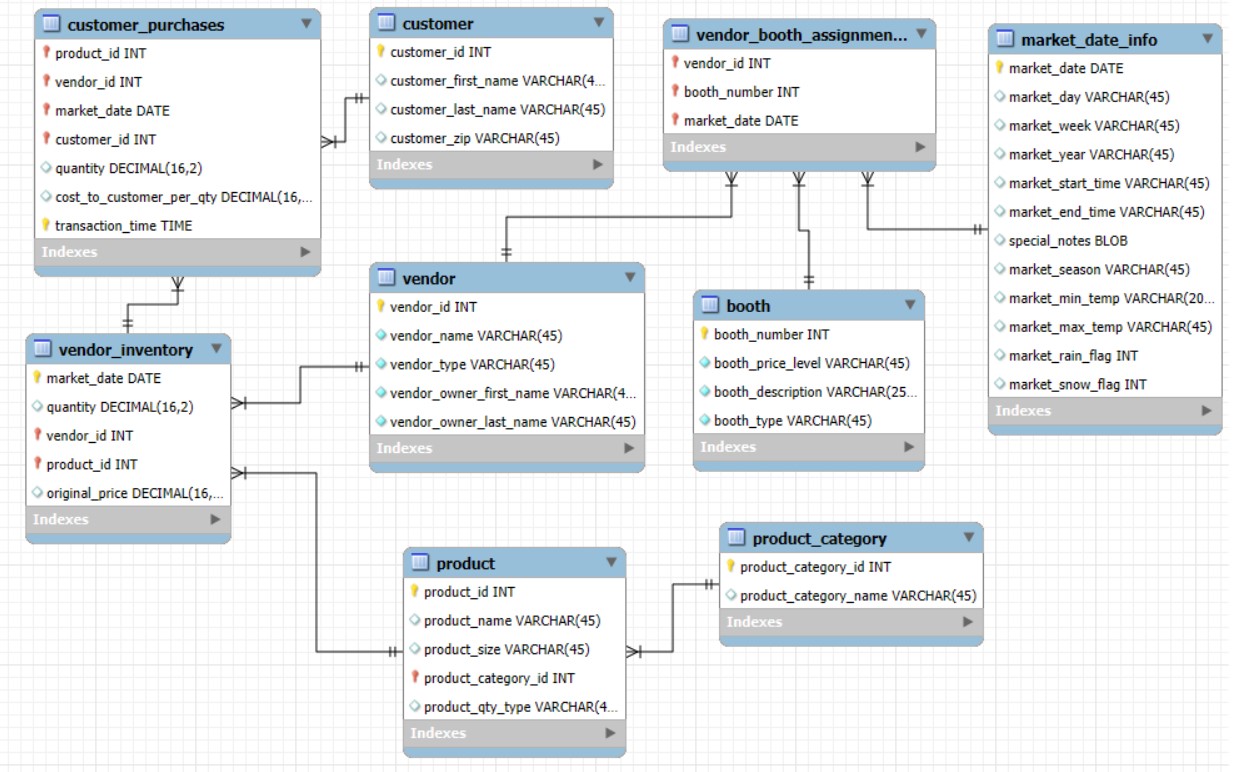 customer_purchases
product_id INT
vendor_id INT
market_date DATE
customer_id INT
quantity DECIMAL(16,2)
cost_to_customer_per_qty DECIMAL(16,...
transaction_time TIME
Indexes
customer
customer_id INT
customer_first_name VARCHAR(4...
customer_last_name VARCHAR(45)
customer_zip VARCHAR(45)
Indexes
vendor_booth_assignmen...
vendor_id INT
booth_number INT
market_date DATE
Indexes
market_date_info
market_date DATE
market_day VARCHAR(45)
market_week VARCHAR(45)
market_year VARCHAR(45)
market_start_time VARCHAR(45)
market_end_time VARCHAR(45)
special_notes BLOB
market_season VARCHAR(45)
market_min_temp VARCHAR(20...
market_max_temp VARCHAR(45)
market_rain_flag INT
market_snow_flag INT
Indexes
vendor_inventory
market_date DATE
quantity DECIMAL(16,2)
vendor_id INT
product_id INT
original_price DECIMAL(16,...
Indexes
vendor
vendor_id INT
vendor_name VARCHAR(45)
vendor_type VARCHAR(45)
vendor_owner_first_name VARCHAR(4...
vendor_owner_last_name VARCHAR(45)
Indexes
booth
booth_number INT
booth_price_level VARCHAR(45)
booth_description VARCHAR(25...
booth_type VARCHAR(45)
Indexes
product
product_id INT
product_name VARCHAR(45)
product_size VARCHAR(45)
product_category_id INT
product_qty_type VARCHAR(4...
Indexes
product_category
product_category_id INT
product_category_name VARCHAR(45)
Indexes